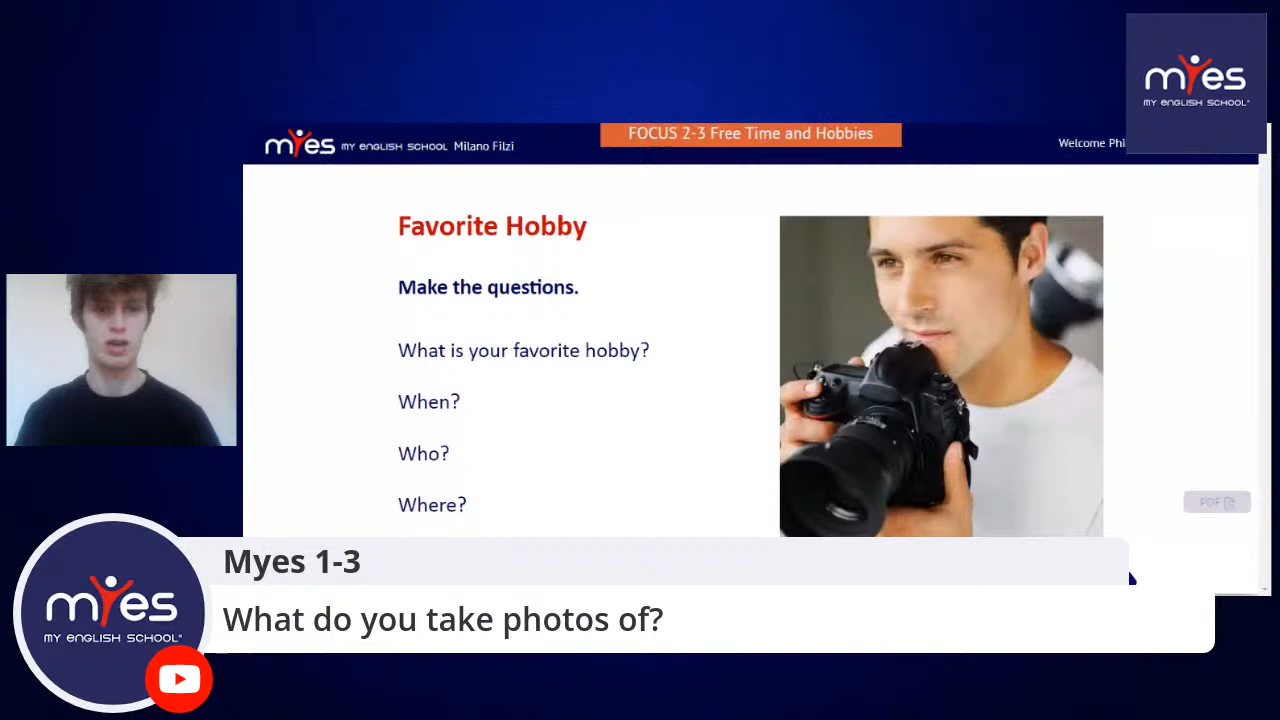 myes
MY ENGLISH SCHOOL®
myes MY ENGLISH SCHOOL Milano Filzi
FOCUS 2-3 Free Time and Hobbies
Welcome
Favorite Hobby
Make the questions.
What is your favorite hobby?
When?
Who?
Where?
PDF
Myes 1-3
What do you take photos of?
myes
MY ENGLISH SCHOOL®